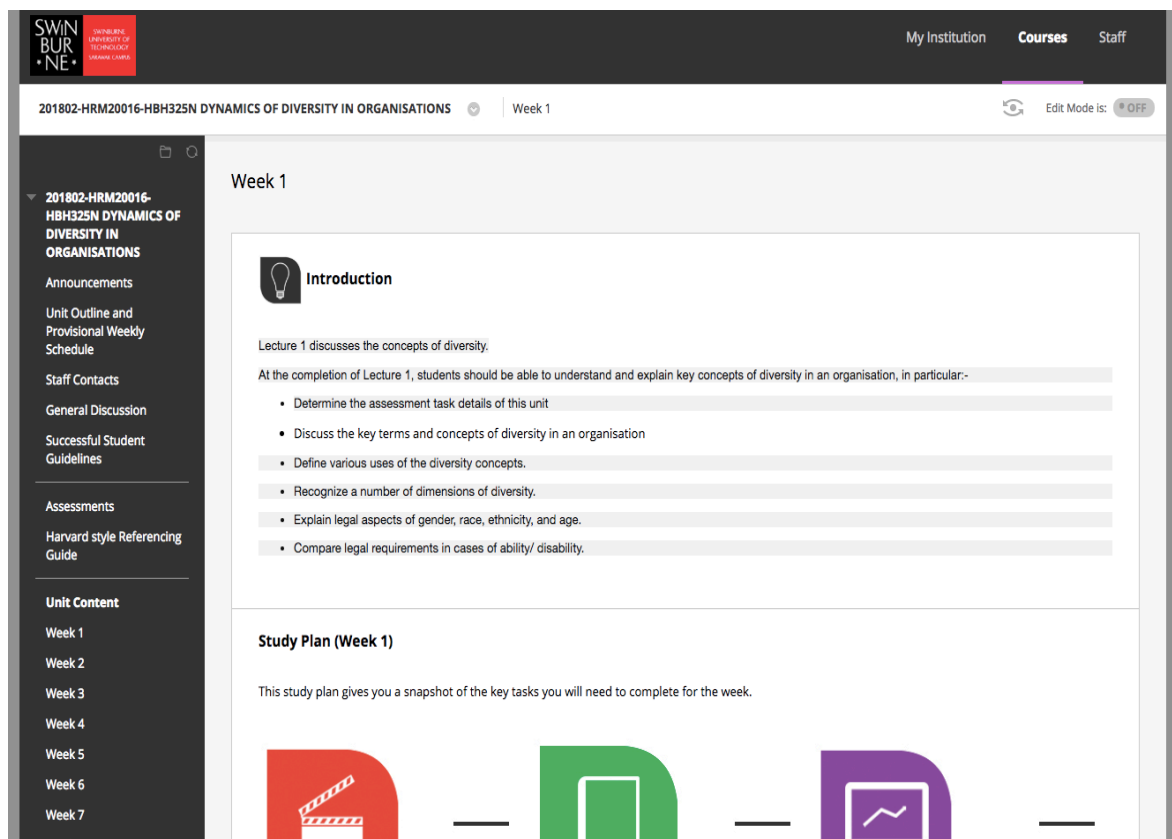 SWIN
BUR
•NE•
SWINBURNE
UNIVERSITY OF
TECHNOLOGY
SARAWAK CAMPUS
My Institution
Courses
Staff
201802-HRM20016-HBH325N DYNAMICS OF DIVERSITY IN ORGANISATIONS
Week 1
Edit Mode is:
OFF
201802-HRM20016-
HBH325N DYNAMICS OF
DIVERSITY IN
ORGANISATIONS
Announcements
Unit Outline and
Provisional Weekly
Schedule
Staff Contacts
General Discussion
Successful Student
Guidelines
Assessments
Harvard style Referencing
Guide
Unit Content
Week 1
Week 2
Week 3
Week 4
Week 5
Week 6
Week 7
Week 1
Introduction
Lecture 1 discusses the concepts of diversity.
At the completion of Lecture 1, students should be able to understand and explain key concepts of diversity in an organisation, in particular:-
• Determine the assessment task details of this unit
• Discuss the key terms and concepts of diversity in an organisation
• Define various uses of the diversity concepts.
• Recognize a number of dimensions of diversity.
• Explain legal aspects of gender, race, ethnicity, and age.
• Compare legal requirements in cases of ability/ disability.
Study Plan (Week 1)
This study plan gives you a snapshot of the key tasks you will need to complete for the week.